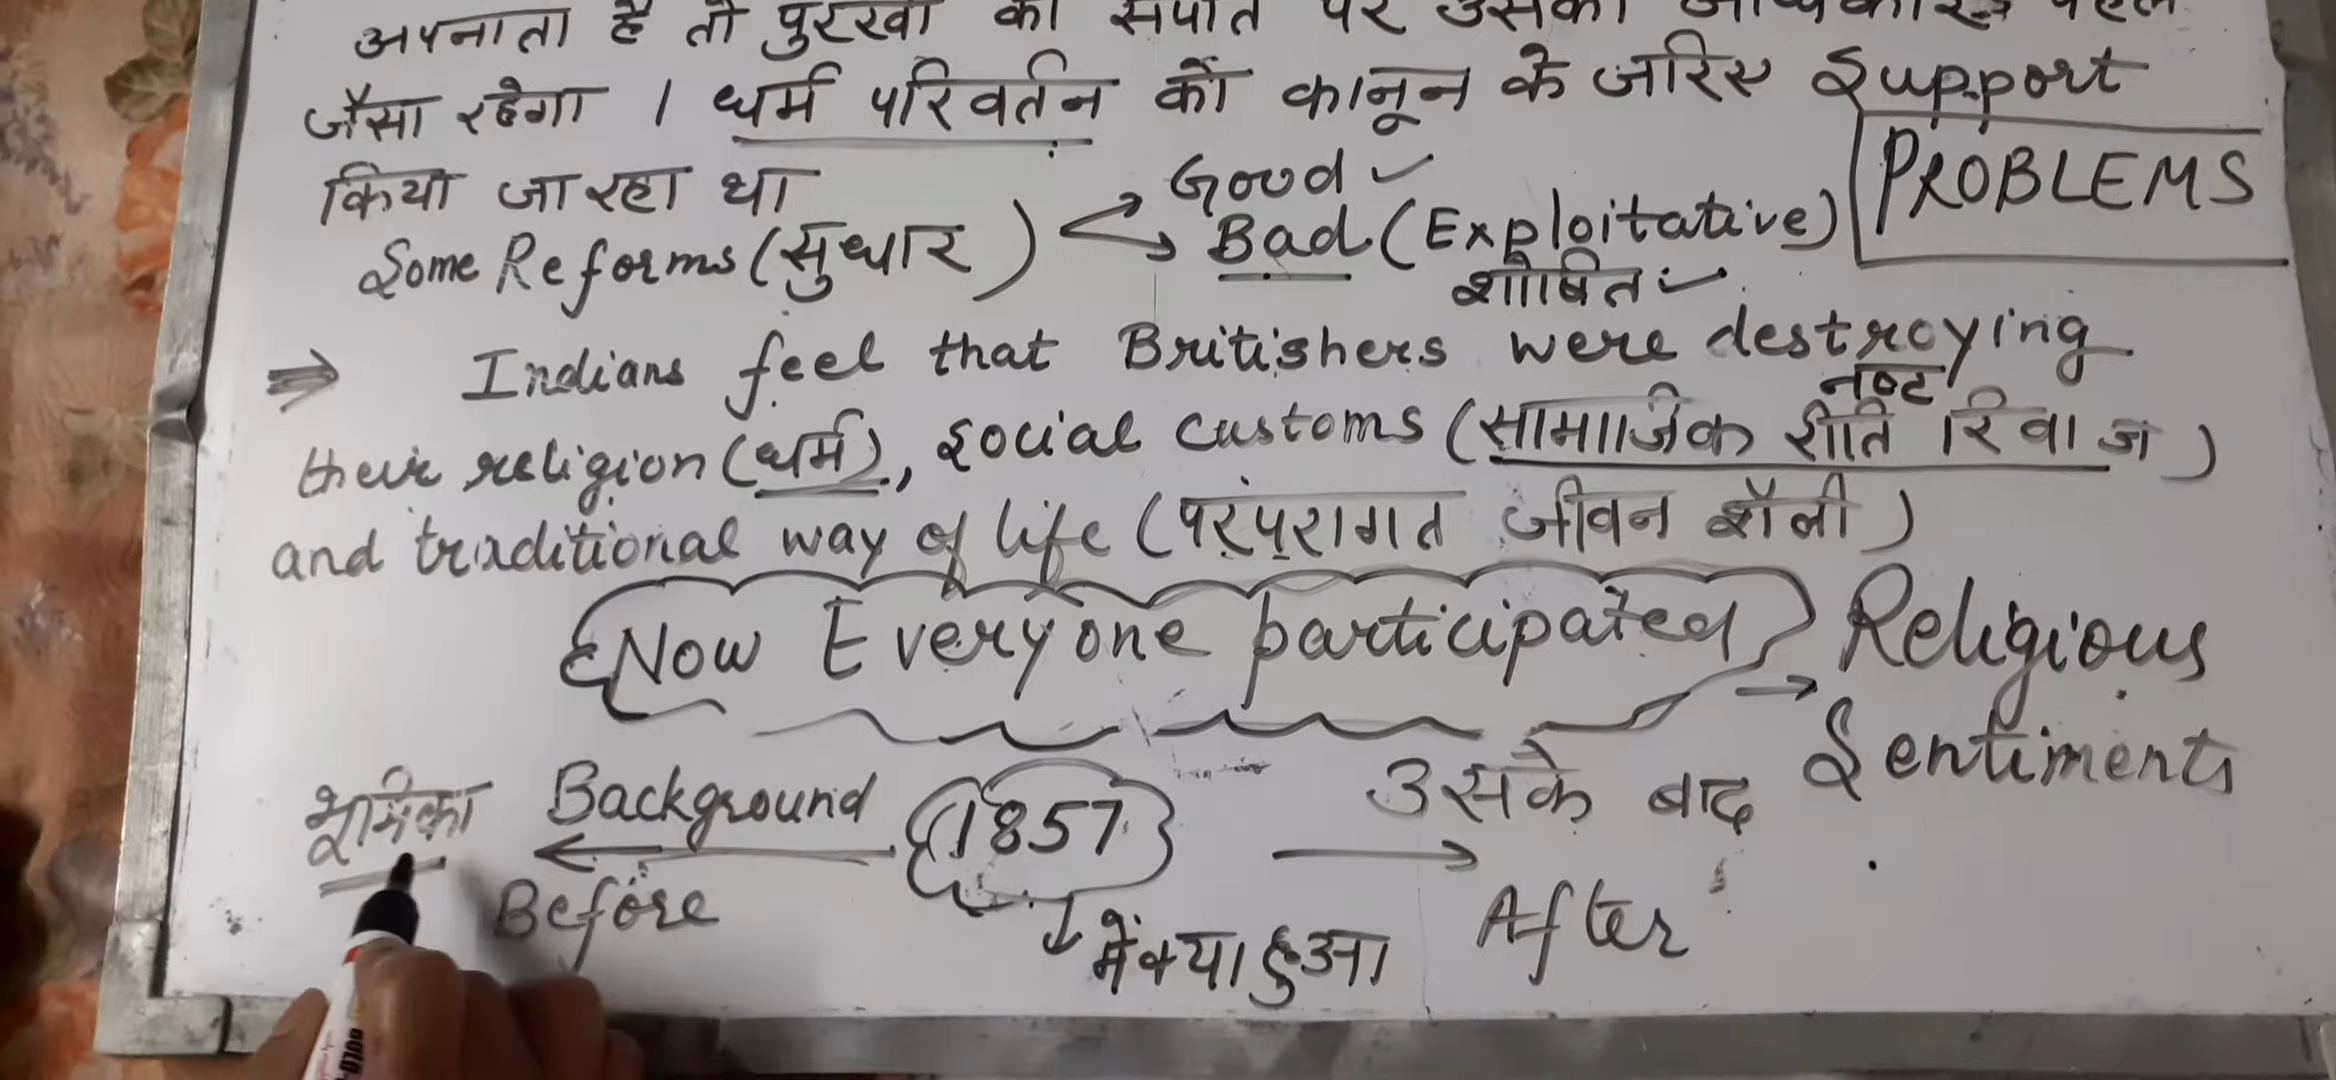 अपनाता है तो पुरखों की संपत्ति पर उसका
जैसा रहेगा । धर्म परिवर्तन को कानून के जरिए Support
किया जा रहा था
PROBLEMS
Some Reforms (सुधार)
Good
Bad (Exploitative)
शोषित
⇒ Indians feel that Britishers were destroying
नष्ट
their religion (धर्म), social customs (सामाजिक रीति रिवाज)
and traditional way of life (परंपरागत जीवन शैली)
Now Everyone participated → Religious
Sentiments
भूमिका Background 1857 उसके बाद
Before में क्या हुआ After